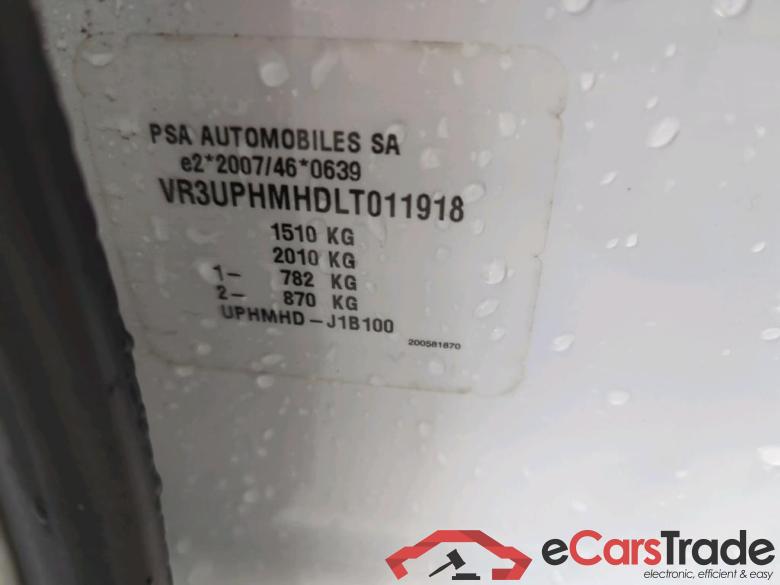 PSA AUTOMOBILES SA
e2*2007/46*0639
VR3UPHMHDLT011918
1510 KG
2010 KG
1- 782 KG
2- 870 KG
UPHMHD-J1B100
200581870
eCarsTrade
electronic, efficient & easy